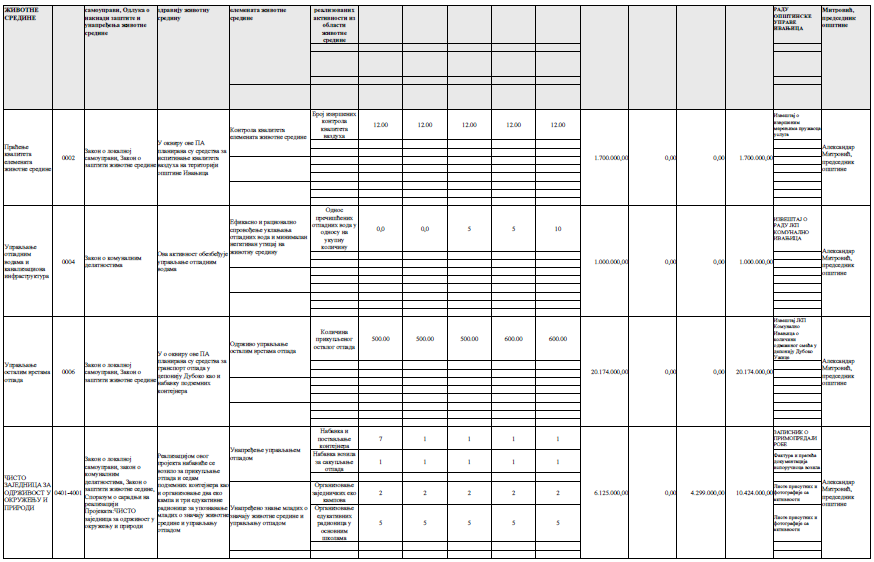 ЖИВОТНЕ
СРЕДИНЕ
самоуправи, Одлука о
накнади заштите и
унапређења животне
средине
здравију животну
средину
елемената животне
средине
реализованих
активности из
области
животне
средине
РАДУ
ОПШТИНСКЕ
УПРАВЕ
ИВАЊИЦА
Митровић,
председник
општине
Праћење
квалитета
елемената
животне средине
0002
Закон о локалној
самоуправи, Закон о
заштити животне средине
У оквиру ове ПА
планирана су средства за
испитивање квалитета
ваздуха на територији
општине Ивањица
Контрола квалитета
елемената животне средине
Број извршених
контрола
квалитета
ваздуха
12.00
12.00
12.00
12.00
12.00
1.700.000,00
0,00
0,00
1.700.000,00
Извештај о
извршеним
мерењима пружаоца
услуга
Александар
Митровић,
председник
општине
Управљање
отпадним
водама и
канализациона
инфраструктура
0004
Закон о комуналним
делатностима
Ова активност обезбеђује
управљање отпадним
водама
Ефикасно и рационално
спровођење уклањања
отпадних вода и минималан
негативан утицај на
животну средину
Однос
пречишћених
отпадних вода у
односу на
укупну
количину
0,0
0,0
5
5
10
1.000.000,00
0,00
0,00
1.000.000,00
ИЗВЕШТАЈ О
РАДУ ЈКП
КОМУНАЛНО
ИВАЊИЦА
Александар
Митровић,
председник
општине
Управљање
осталим врстама
отпада
0006
Закон о локалној
самоуправи, Закон о
заштити животне средине
У о оквиру ове ПА
планирана су средства за
транспорт отпада у
депонију Дубоко као и
набавку подземних
контејнера
Одрживо управљање
осталим врстама отпада
Количина
прикупљеног
осталог отпада
500.00
500.00
500.00
600.00
600.00
20.174.000,00
0,00
0,00
20.174.000,00
Извештај ЈКП
Комунално
Ивањица о
количини
одвеженог смећа у
депонију Дубоко
Ужице
Александар
Митровић,
председник
општине
ЧИСТО
ЗАЈЕДНИЦА ЗА
ОДРЖИВОСТ У
ОКРУЖЕЊУ И
ПРИРОДИ
0401-4001
Закон о локалној
самоуправи, закон о
комуналним
делатностима, Закон о
заштити животне седине,
Споразум о сарадњи на
реализацији
Пројеката:ЧИСТО
заједница за одрживост у
окружењу и природи
Реализацијом овог
пројекта набавиће се
возило за прикупљање
отпада и седам
подземних контејнера као
и организовање два еко
кампа и три едукативне
радионице за упознавање
младих о значају животне
средине и управљању
отпадом
Унапређење управљањем
отпадом
Набавка и
постављање
контејнера
7
1
1
1
1
Набавка возила
за сакупљање
отпада
1
1
1
1
1
Унапређено знање младих о
значају животне средине и
управљању отпадом
Организовање
заједничких еко
кампова
2
2
2
2
2
Организовање
едукативних
радионица у
основним
школама
5
5
5
5
5
6.125.000,00
0,00
4.299.000,00
10.424.000,00
ЗАПИСНИК О
ПРИМОПРЕДАЈИ
РОБЕ
Фактура и пратећа
документација
испоручиоца возила
Листе присутних и
фотографије са
активности
Листе присутних и
фотографије са
активности
Александар
Митровић,
председник
општине